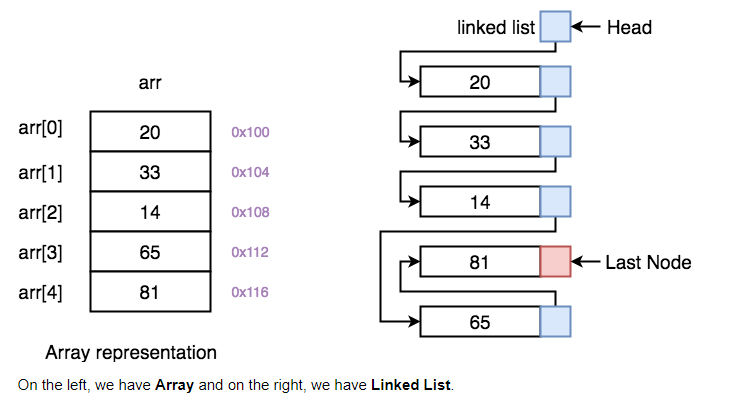 linked list Head
arr
20
arr[0] 20 0x100
33
arr[1] 33 0x104
arr[2] 14 0x108
14
arr[3] 65 0x112
81 Last Node
arr[4] 81 0x116
65
Array representation
On the left, we have Array and on the right, we have Linked List.